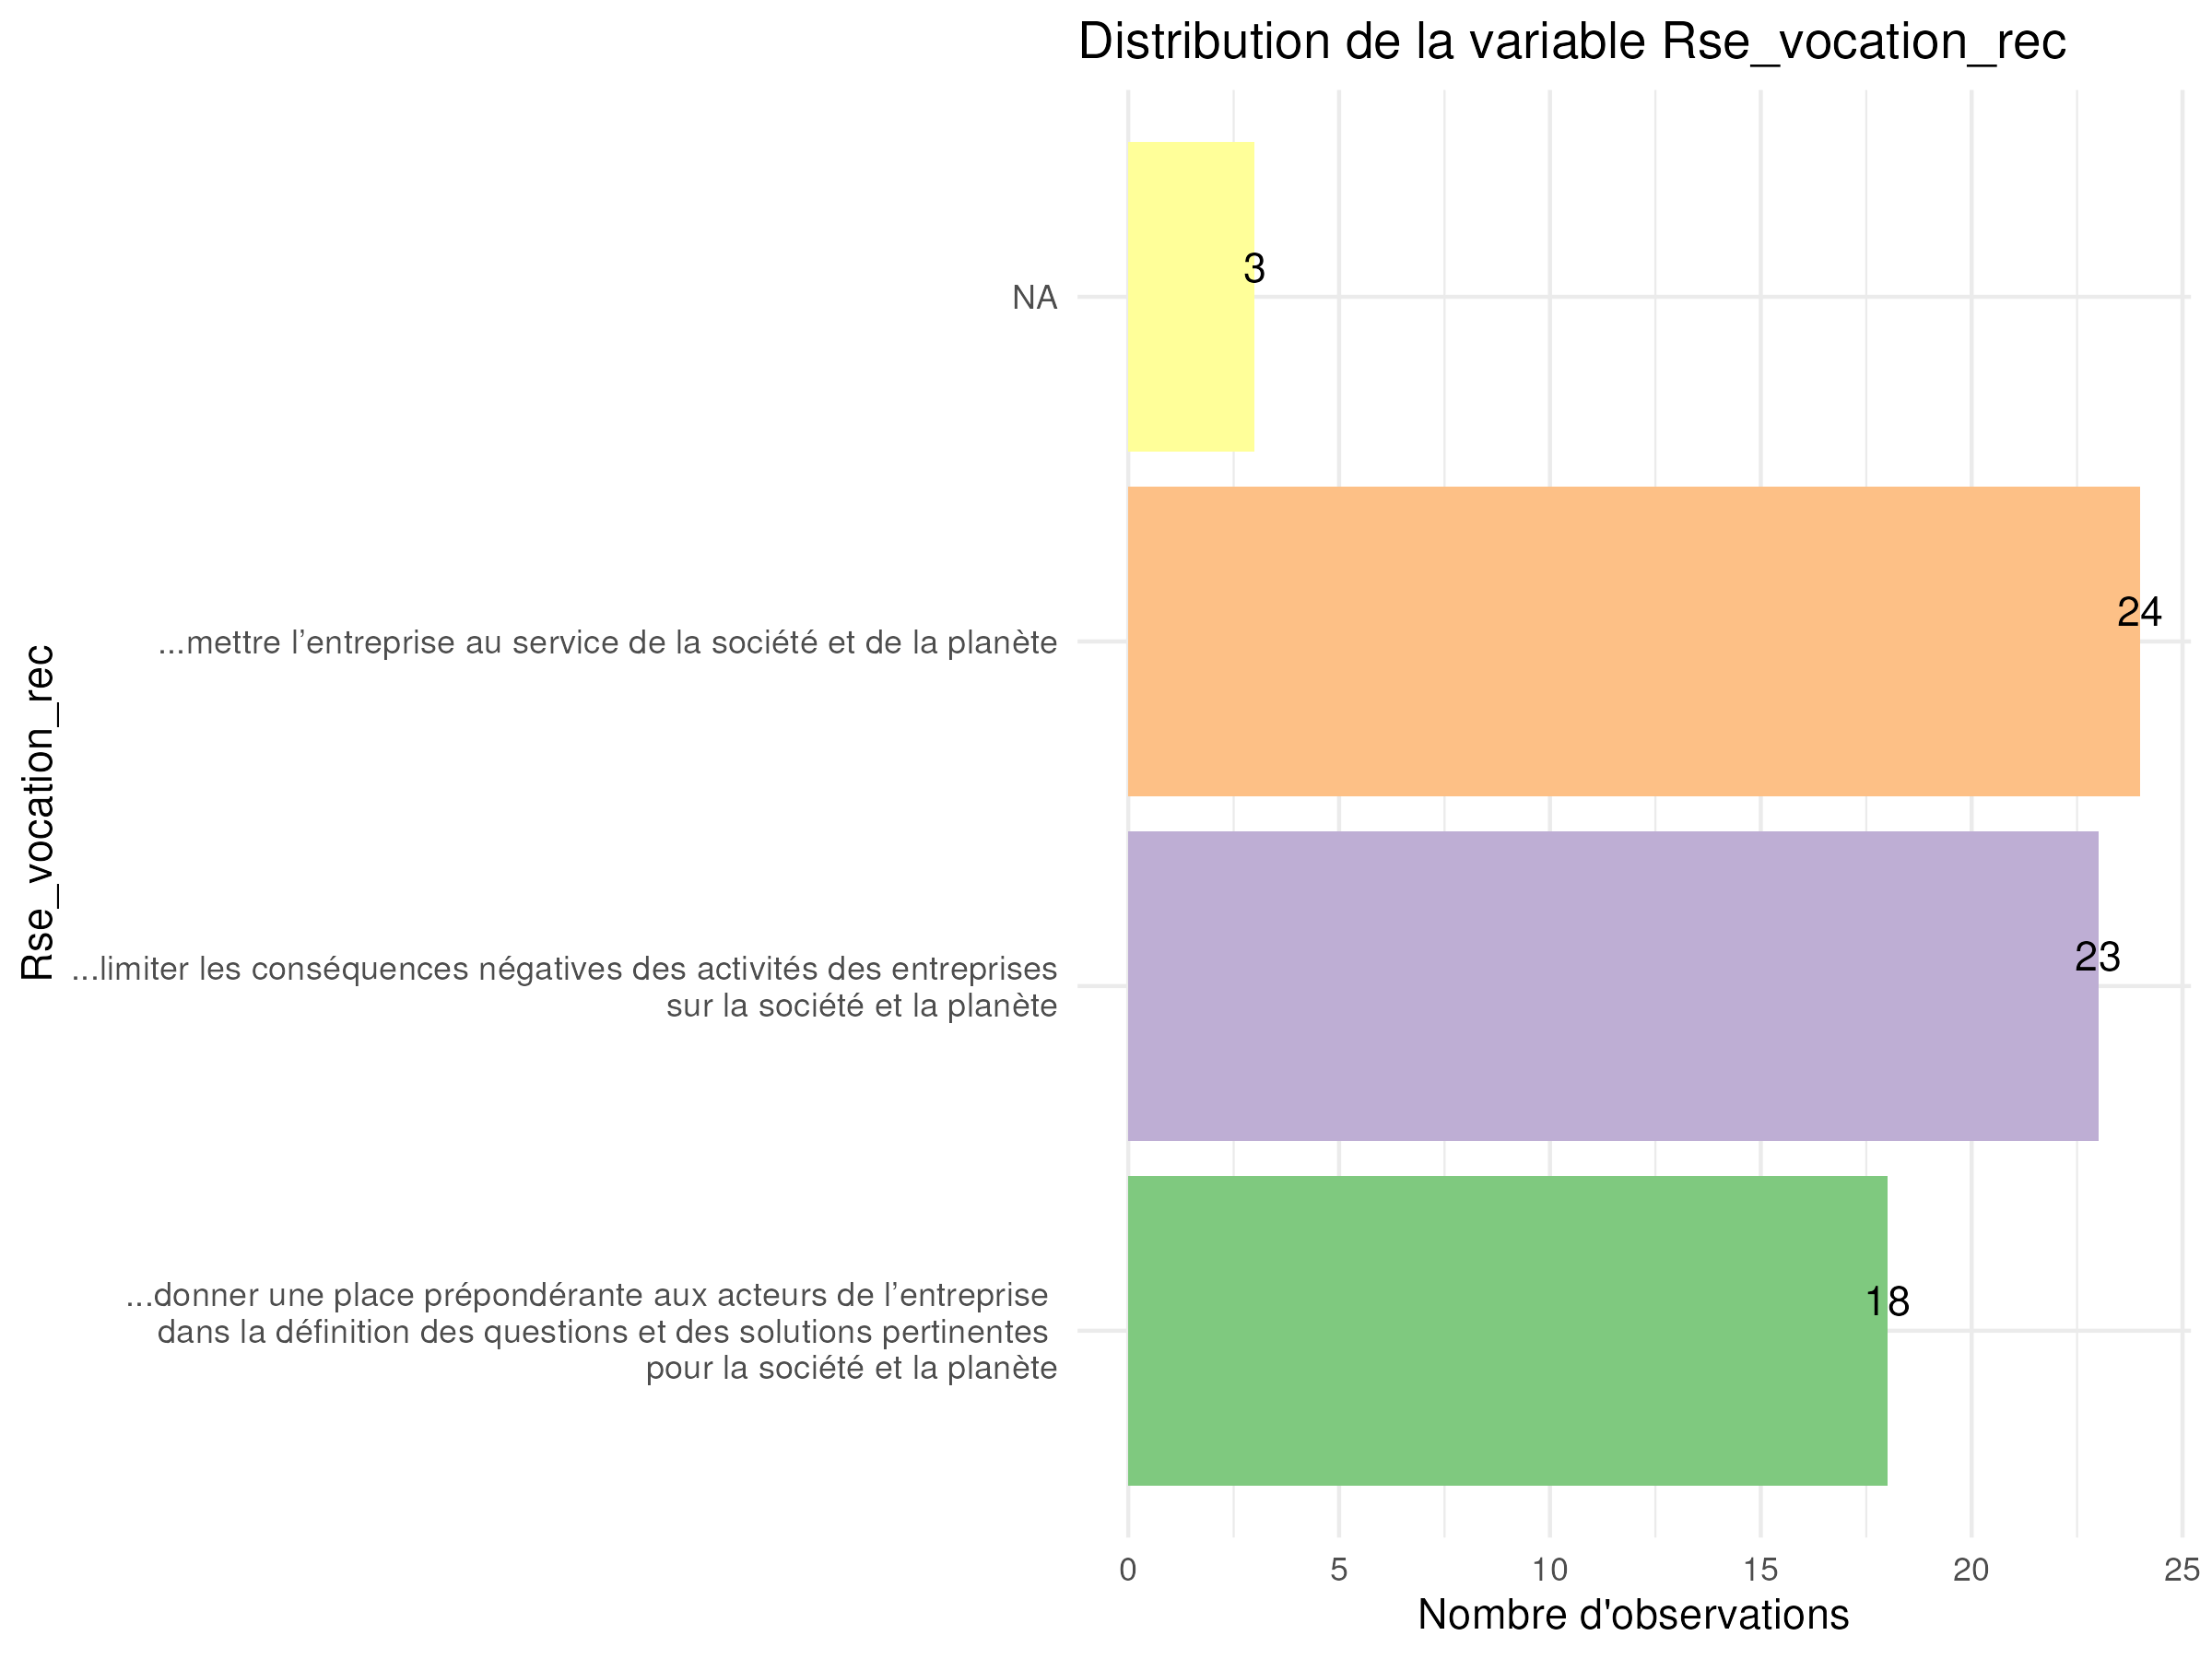 Distribution de la variable Rse_vocation_rec
Rse_vocation_rec
NA
3
...mettre l’entreprise au service de la société et de la planète
24
...limiter les conséquences négatives des activités des entreprises
sur la société et la planète
23
...donner une place prépondérante aux acteurs de l’entreprise
dans la définition des questions et des solutions pertinentes
pour la société et la planète
18
0 5 10 15 20 25
Nombre d'observations